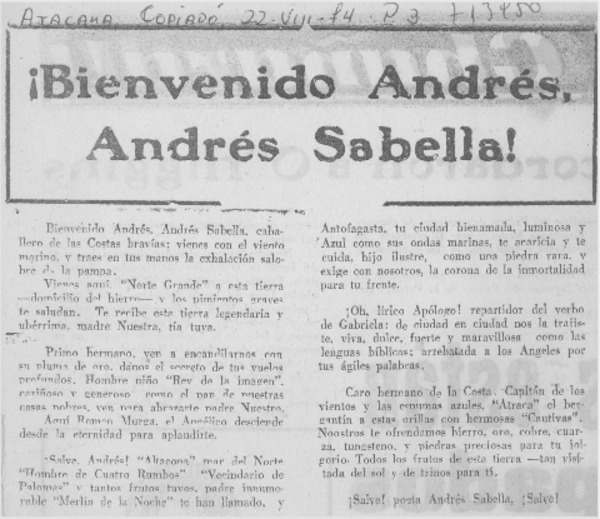 ATACAMA, COPIAPÓ, 22-VIII-74 P. 3 713450
¡Bienvenido Andrés,
Andrés Sabella!
Bienvenido Andrés, Andrés Sabella, caba-
llero de las Costas bravías; vienes con el viento
marino, y traes en tus manos la exhalación salo-
bre de la pampa.
Vienes aquí, "Norte Grande" a esta tierra
—domicilio del hierro— y los pimientos graves
te saludan. Te recibe esta tierra legendaria y
ubérrima, madre Nuestra, tía tuya.
Primo hermano, ven a encandilarnos con
su pluma de oro, dános el secreto de tus vuelos
profundos. Hombre niño "Rey de la imagen",
cariñoso y generoso como el pan de nuestras
casas pobres, ven para abrazarte padre Nuestro.
Aquí Romeo Murga, el Angélico desciende
desde la eternidad para aplaudirte.
¡Salve, Andrés! "Altacopa" mar del Norte
"Hombre de Cuatro Rumbos" "Vecindario de
Palomas" y tantos frutos tuyos, padre innume-
rable "Merlín de la Noche" te han llamado, y
Antofagasta, tu ciudad bienamada, luminosa y
Azul como sus ondas marinas, te acaricia y te
cuida, hijo ilustre, como una piedra rara, y
exige con nosotros, la corona de la inmortalidad
para tu frente.
¡Oh, lírico Apólogo! repartidor del verbo
de Gabriela: de ciudad en ciudad nos la trajis-
te, viva, dulce, fuerte y maravillosa como las
lenguas bíblicas; arrebatada a los Angeles por
tus ágiles palabras.
Caro hermano de la Costa, Capitán de los
vientos y las espumas azules, "Atraca" el ber-
gantín a estas orillas con hermosas "Cautivas".
Nosotros te ofrendamos hierro, oro, cobre, cuar-
za, tungsteno, y piedras preciosas para tu jol-
gorio. Todos los frutos de esta tierra —tan visi-
tada del sol y de trinos para tí.
¡Salve! poeta Andrés Sabella, ¡Salve!